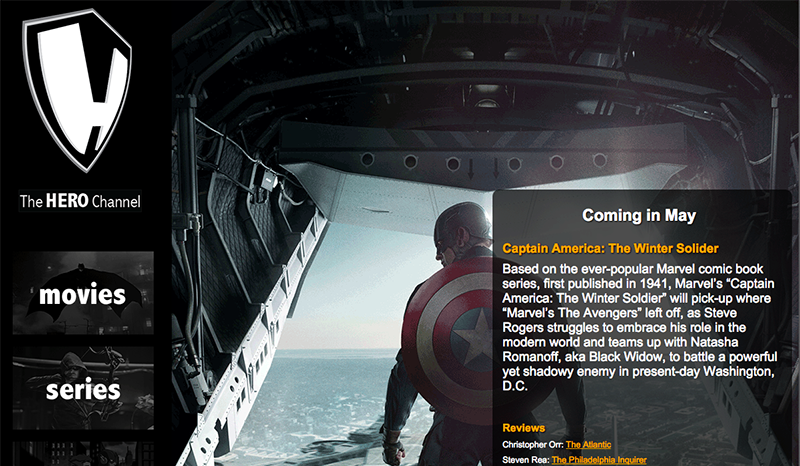 The HERO Channel
movies
series
Coming in May
Captain America: The Winter Solider
Based on the ever-popular Marvel comic book
series, first published in 1941, Marvel's “Captain
America: The Winter Soldier” will pick-up where
“Marvel's The Avengers” left off, as Steve
Rogers struggles to embrace his role in the
modern world and teams up with Natasha
Romanoff, aka Black Widow, to battle a powerful
yet shadowy enemy in present-day Washington,
D.C.
Reviews
Christopher Orr: The Atlantic
Steven Rea: The Philadelphia Inquirer